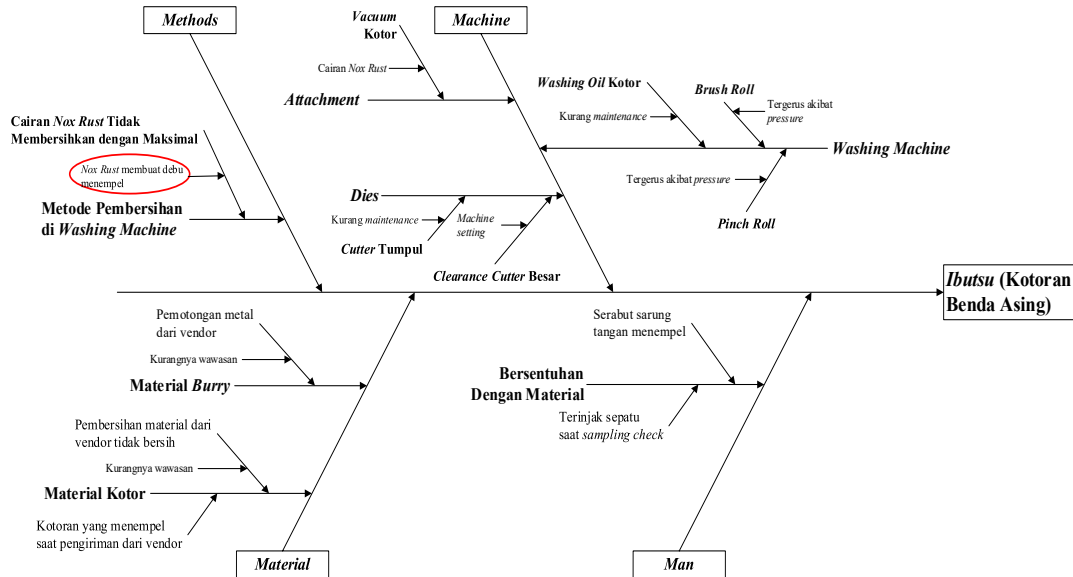 Methods
Machine
Vacuum
Kotor
Cairan Nox Rust
Attachment
Washing Oil Kotor
Kurang maintenance
Brush Roll
Tergerus akibat
pressure
Washing Machine
Tergerus akibat pressure
Pinch Roll
Cairan Nox Rust Tidak
Membersihkan dengan Maksimal
Nox Rust membuat debu
menempel
Metode Pembersihan
di Washing Machine
Dies
Kurang maintenance
Cutter Tumpul
Machine
setting
Clearance Cutter Besar
Ibutsu (Kotoran
Benda Asing)
Pemotongan metal
dari vendor
Kurangnya wawasan
Material Burry
Pembersihan material dari
vendor tidak bersih
Kurangnya wawasan
Material Kotor
Kotoran yang menempel
saat pengiriman dari vendor
Material
Serabut sarung
tangan menempel
Bersentuhan
Dengan Material
Terinjak sepatu
saat sampling check
Man